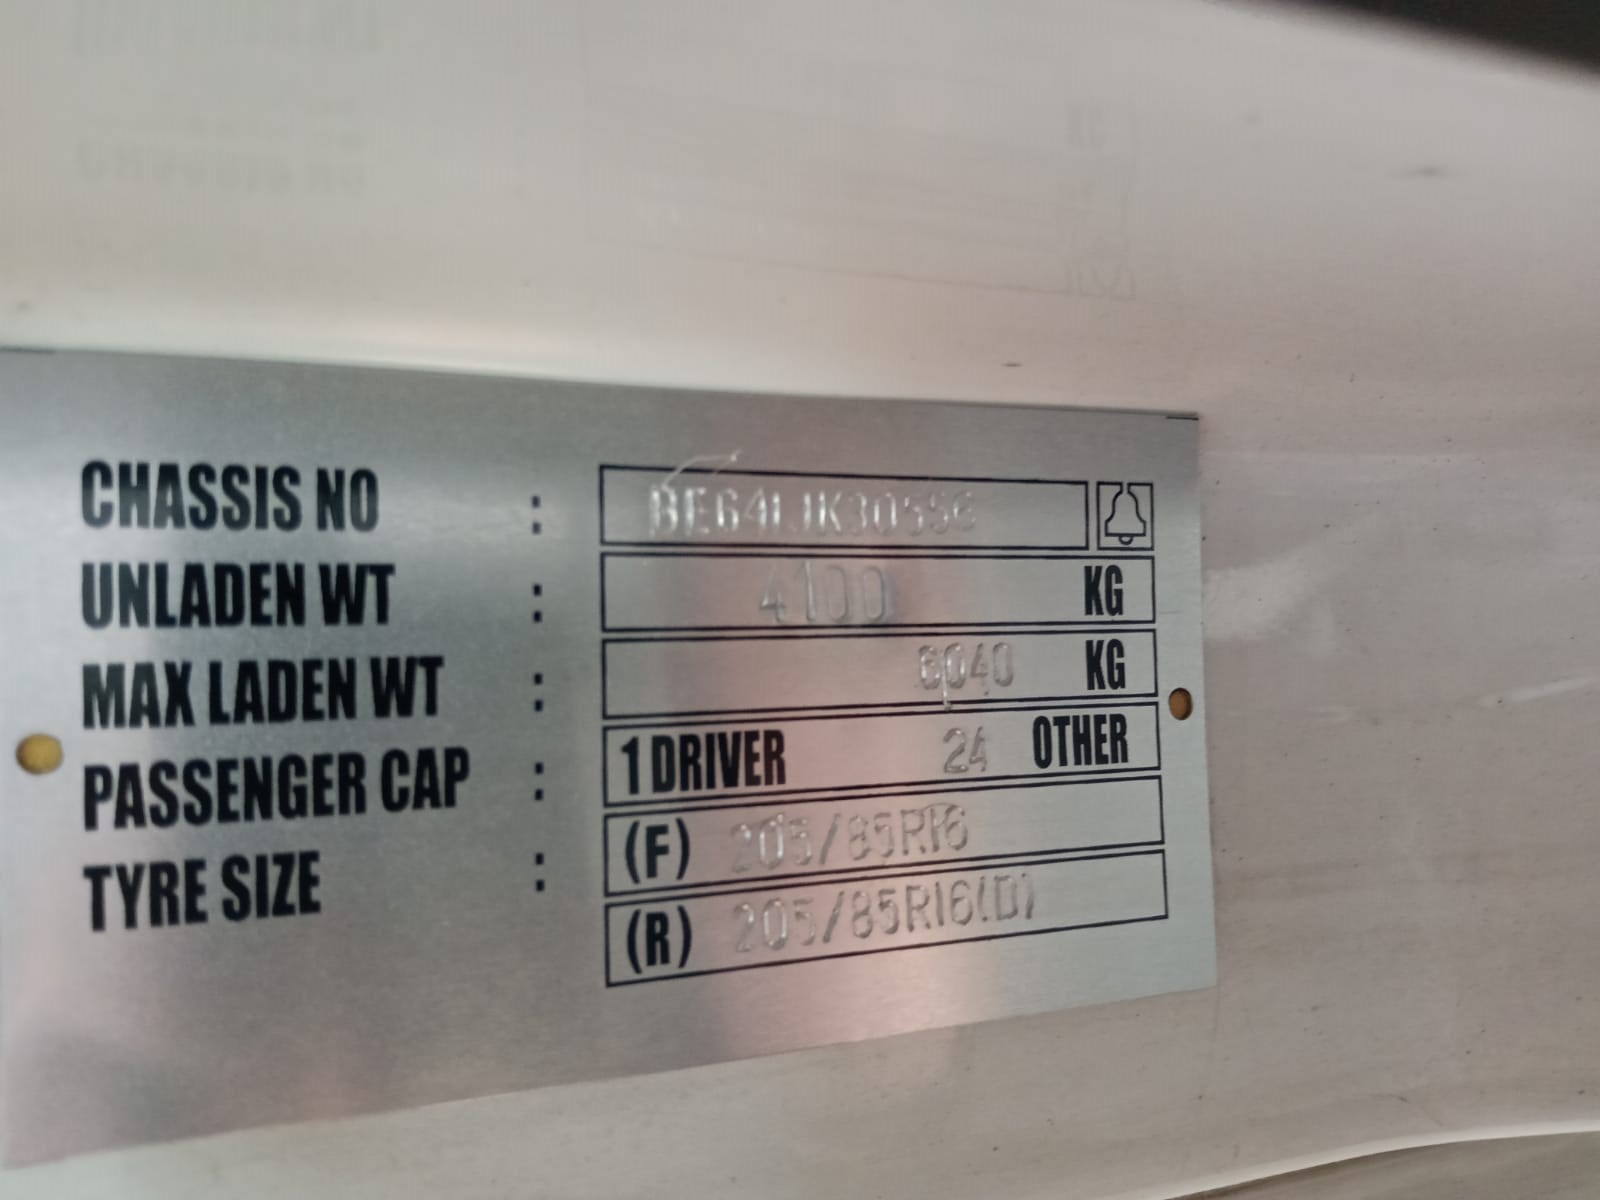 CHASSIS NO : BE64DJK30556
UNLADEN WT : 4100 KG
MAX LADEN WT : 6040 KG
PASSENGER CAP : 1 DRIVER 24 OTHER
TYRE SIZE : (F) 205/85R16
(R) 205/85R16(D)